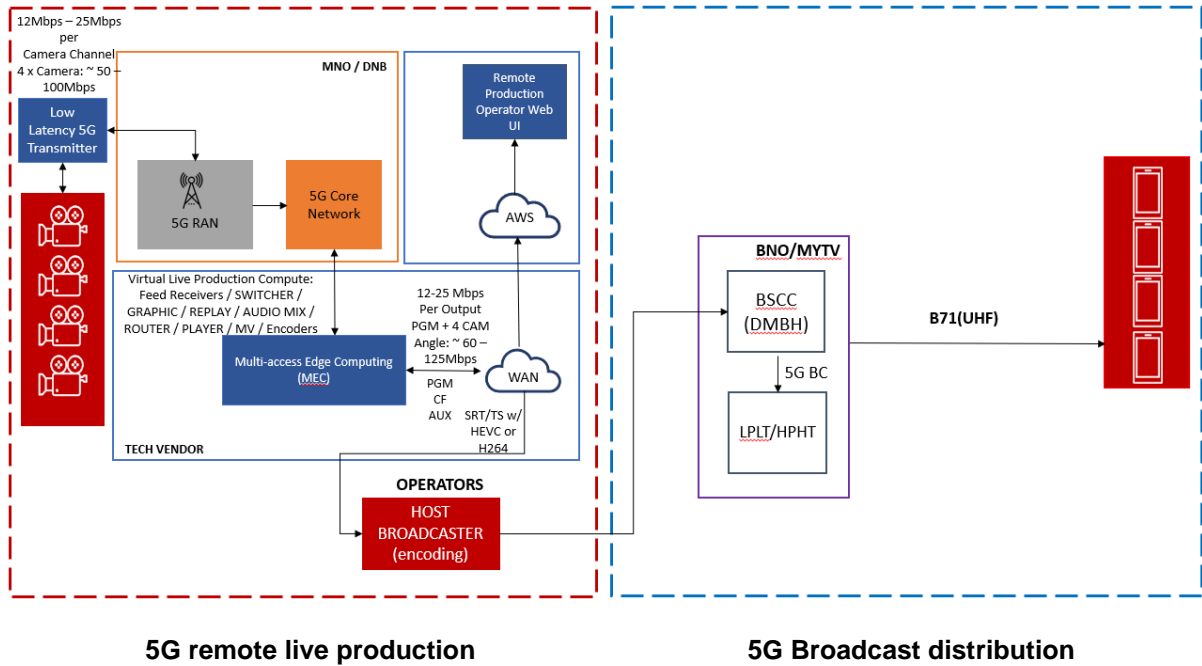 12Mbps – 25Mbps
per
Camera Channel
4 x Camera: ~ 50 –
100Mbps
Low
Latency 5G
Transmitter
MNO / DNB
5G RAN
5G Core
Network
Remote
Production
Operator Web
UI
AWS
Virtual Live Production Compute:
Feed Receivers / SWITCHER /
GRAPHIC / REPLAY / AUDIO MIX /
ROUTER / PLAYER / MV / Encoders
Multi-access Edge Computing
(MEC)
12-25 Mbps
Per Output
PGM + 4 CAM
Angle: ~ 60 –
125Mbps
PGM
CF
AUX
WAN
SRT/TS w/
HEVC or
H264
TECH VENDOR
OPERATORS
HOST
BROADCASTER
(encoding)
BNO/MYTV
BSCC
(DMBH)
5G BC
LPLT/HPHT
B71(UHF)
5G remote live production
5G Broadcast distribution